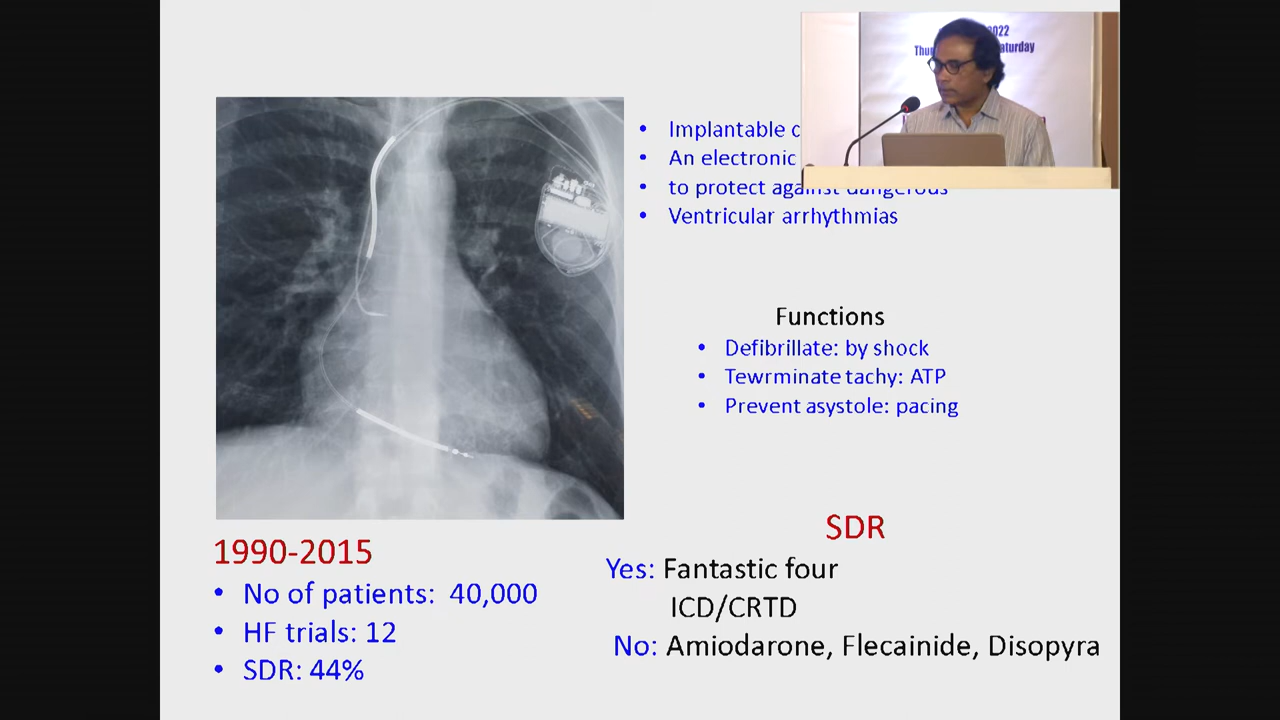 2022
Implantable
An electronic
to protect against dangerous
Ventricular arrhythmias
Functions
Defibrillate: by shock
Tewrminate tachy: ATP
Prevent asystole: pacing
1990-2015
No of patients: 40,000
HF trials: 12
SDR: 44%
SDR
Yes: Fantastic four
ICD/CRTD
No: Amiodarone, Flecainide, Disopyra